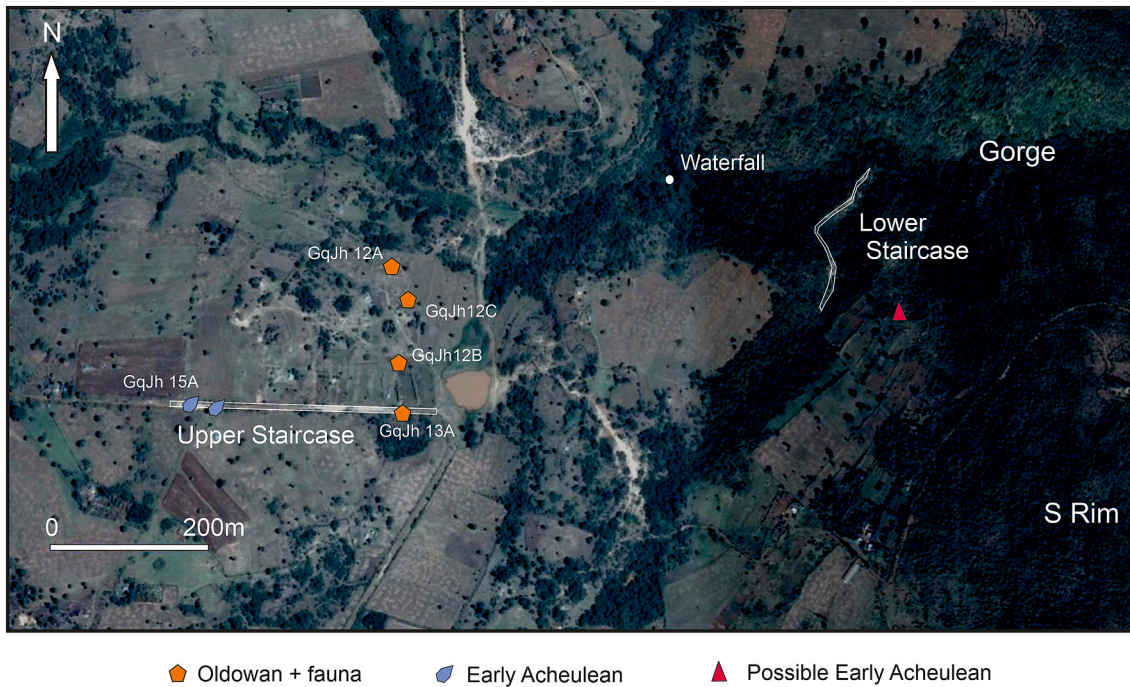 N
Waterfall
Gorge
Lower
Staircase
GqJh 12A
GqJh12C
GqJh12B
GqJh 15A
GqJh 13A
Upper Staircase
0 200m
S Rim
Oldowan + fauna
Early Acheulean
Possible Early Acheulean